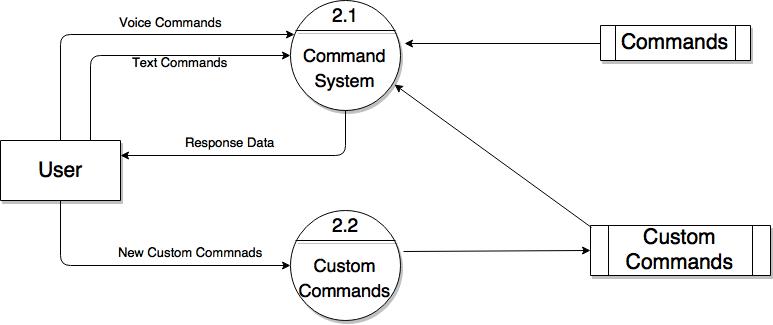 Voice Commands
2.1
Command
System
Commands
Text Commands
Response Data
User
2.2
Custom
Commands
New Custom Commnads
Custom
Commands